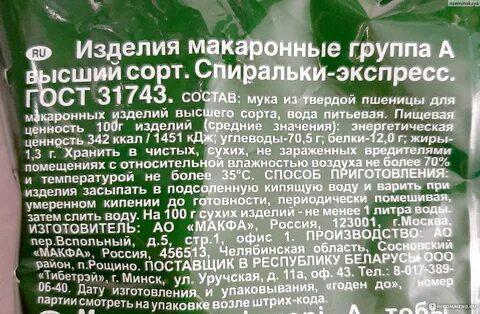 neeminskaya
RU
Изделия макаронные группа А
высший сорт. Спиральки-экспресс.
ГОСТ 31743. СОСТАВ: мука из твердой пшеницы для
макаронных изделий высшего сорта, вода питьевая. Пищевая
ценность 100г изделий (средние значения): энергетическая
ценность 342 ккал / 1451 кДж; углеводы-70,5г; белки-12,0 г; жиры-
1,3 г. Хранить в чистых, сухих, не зараженных вредителями
помещениях с относительной влажностью воздуха не более 70%
и температурой не более 35°С. СПОСОБ ПРИГОТОВЛЕНИЯ:
изделия засыпать в подсоленную кипящую воду и варить при
умеренном кипении до готовности, периодически помешивая,
затем слить воду. На 100 г сухих изделий - не менее 1 литра воды.
ИЗГОТОВИТЕЛЬ: АО «МАКФА», Россия, 123001 г.Москва,
пер.Вспольный, д.5, стр.1, офис 1. ПРОИЗВОДСТВО: АО
«МАКФА», Россия, 456513, Челябинская область, Сосновский
район, п.Рощино. ПОСТАВЩИК В РЕСПУБЛИКУ БЕЛАРУСЬ: ООО
«Тибетрэй», г. Минск, ул. Уручская, д. 11а, оф. 43. Тел.: 8-017-389-
06-40. Дату изготовления и упаковывания, «годен до», номер
партии смотреть на упаковке возле штрих-кода.
IRECOMMEND.RU